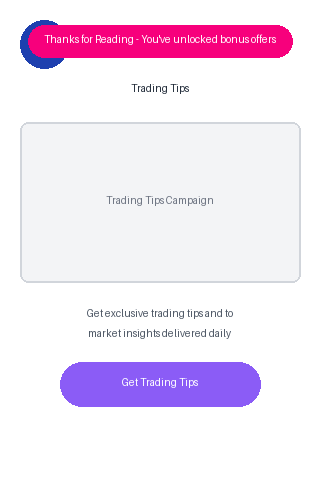 Thanks for Reading - You've unlocked bonus offers
Trading Tips
Trading Tips Campaign
Get exclusive trading tips and to
market insights delivered daily
Get Trading Tips